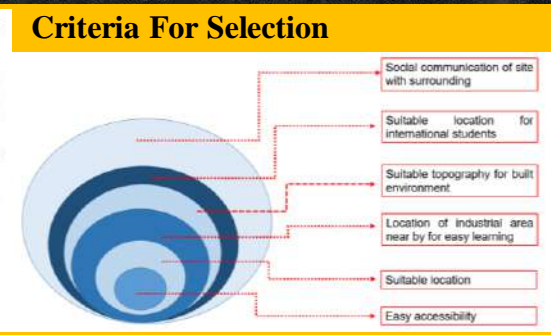 Criteria For Selection
Social communication of site
with surrounding
Suitable location for
international students
Suitable topography for built
environment
Location of industrial area
near by for easy learning
Suitable location
Easy accessibility